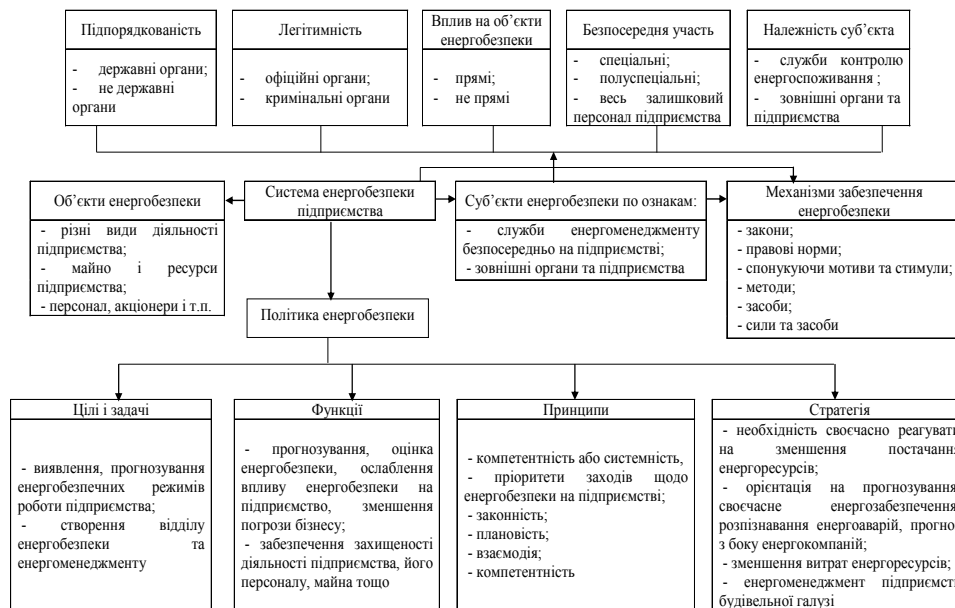 Підпорядкованість
- державні органи;
- не державні
органи
Легітимність
- офіційні органи;
- кримінальні органи
Вплив на об’єкти
енергобезпеки
- прямі;
- не прямі
Безпосередня участь
- спеціальні;
- полуспеціальні;
- весь залишковий
персонал підприємства
Належність суб’єкта
- служби контролю
енергоспоживання ;
- зовнішні органи та
підприємства
Об’єкти енергобезпеки
- різні види діяльності
підприємства;
- майно і ресурси
підприємства;
- персонал, акціонери і т.п.
Система енергобезпеки
підприємства
Суб’єкти енергобезпеки по ознакам:
- служби енергоменеджменту
безпосередньо на підприємстві;
- зовнішні органи та підприємства
Механізми забезпечення
енергобезпеки
- закони;
- правові норми;
- спонукуючи мотиви та стимули;
- методи;
- засоби;
- сили та засоби
Політика енергобезпеки
Цілі і задачі
- виявлення, прогнозування
енергобезпечних режимів
роботи підприємства;
- створення відділу
енергобезпеки та
енергоменеджменту
Функції
- прогнозування, оцінка
енергобезпеки, ослаблення
впливу енергобезпеки на
підприємство, зменшення
погрози бізнесу;
- забезпечення захищеності
діяльності підприємства, його
персоналу, майна тощо
Принципи
- компетентність або системність,
- пріоритети заходів щодо
енергобезпеки на підприємстві;
- законність;
- плановість;
- взаємодія;
- компетентність
Стратегія
- необхідність своєчасно реагувати
на зменшення постачання
енергоресурсів;
- орієнтація на прогнозування
своєчасне енергозабезпечення
розпізнавання енергоаварій, прогно
з боку енергокомпаній;
- зменшення витрат енергоресурсів;
- енергоменеджмент підприємст
будівельної галузі